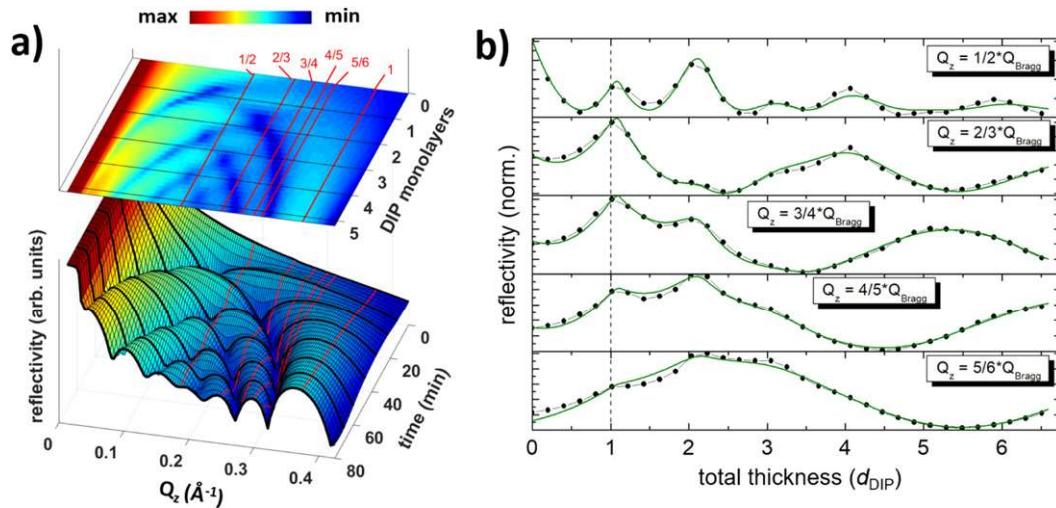 a)
max min
1/2 2/3 3/4 4/5 5/6 1
0
1
2
3
4
5
DIP monolayers
reflectivity (arb. units)
0 0.1 0.2 0.3 0.4
Qz (Å-1)
0
20
40
60
80
time (min)
b)
Qz = 1/2*QBragg
Qz = 2/3*QBragg
Qz = 3/4*QBragg
Qz = 4/5*QBragg
Qz = 5/6*QBragg
reflectivity (norm.)
0 1 2 3 4 5 6
total thickness (dDIP)